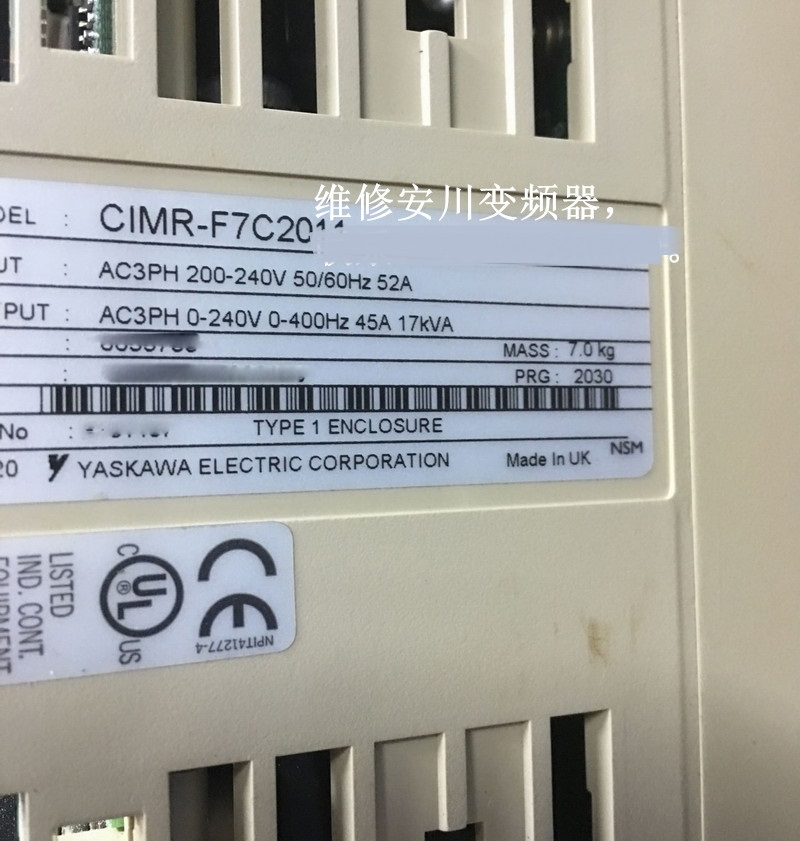 维修安川变频器，
DEL : CIMR-F7C2011
UT : AC3PH 200-240V 50/60Hz 52A
PUT : AC3PH 0-240V 0-400Hz 45A 17kVA
: MASS : 7.0 kg
: PRG : 2030
No : TYPE 1 ENCLOSURE
20 YASKAWA ELECTRIC CORPORATION Made In UK NSM
LISTED
IND. CONT.
EQUIPMENT
C UL ® US
CE
NPIT41277-4